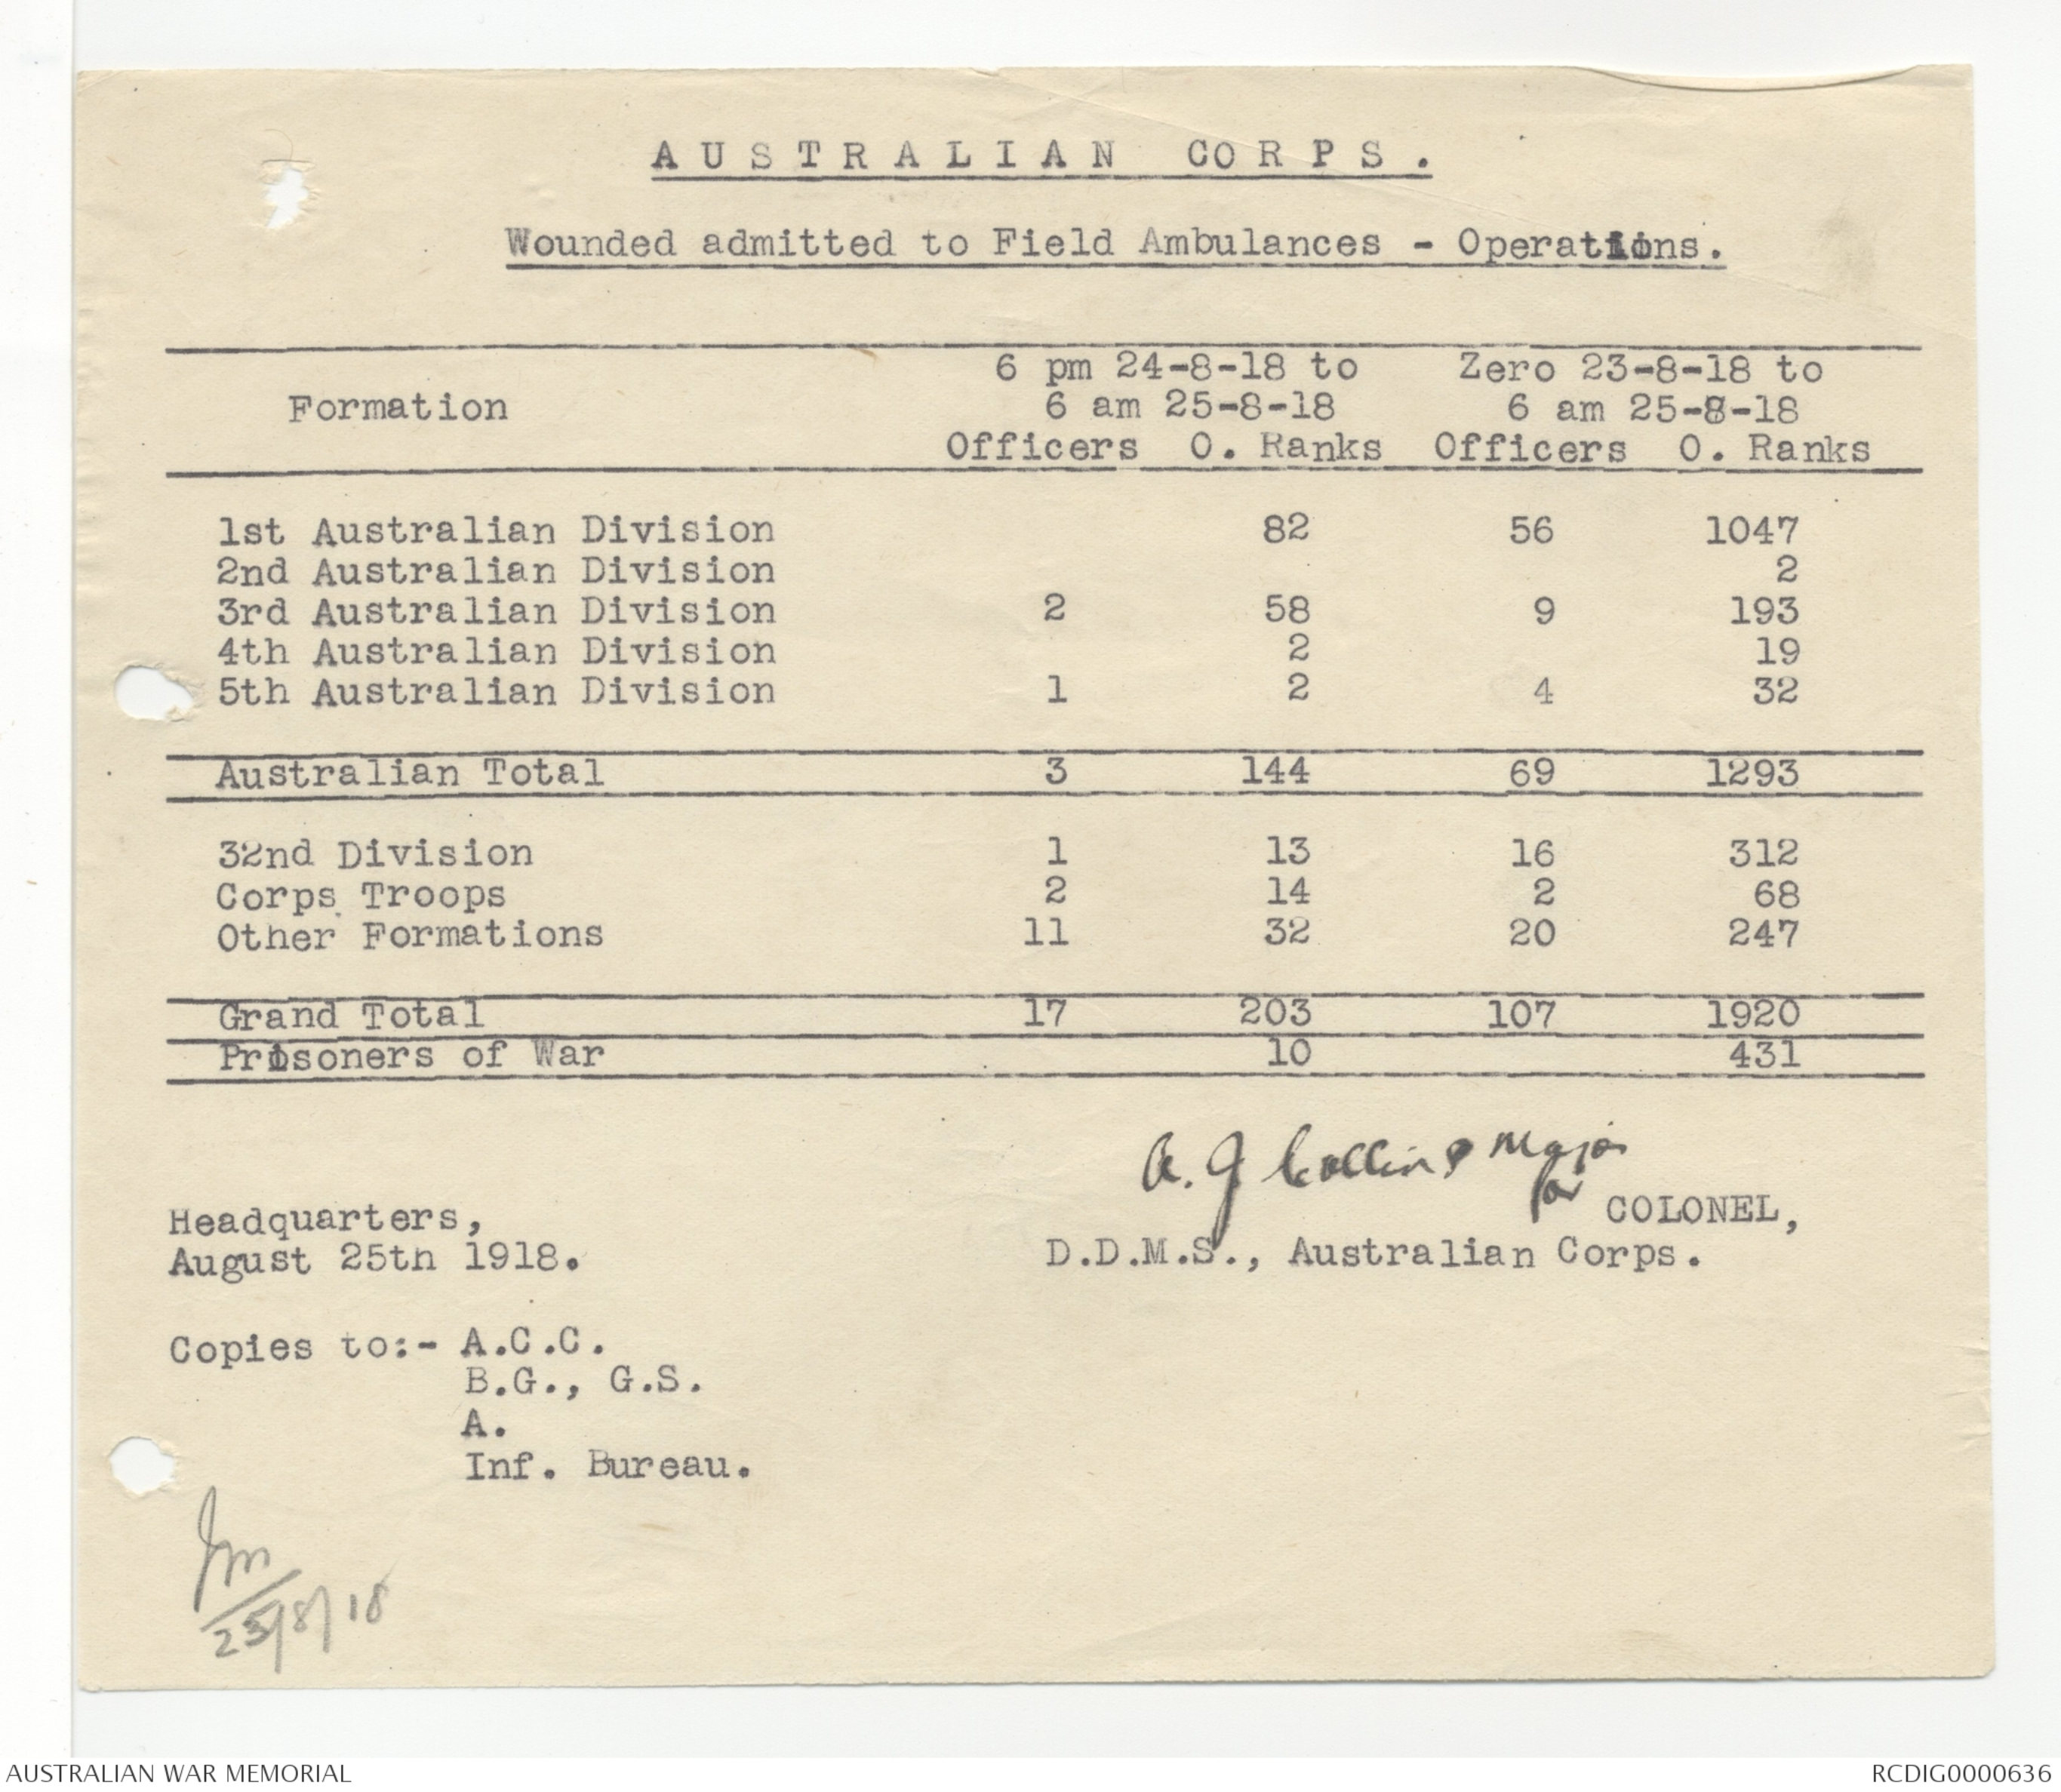 AUSTRALIAN CORPS.
Wounded admitted to Field Ambulances - Operations.
6 pm 24-8-18 to Zero 23-8-18 to
Formation 6 am 25-8-18 6 am 25-8-18
Officers O. Ranks Officers O. Ranks
1st Australian Division 82 56 1047
2nd Australian Division 2
3rd Australian Division 2 58 9 193
4th Australian Division 2 19
5th Australian Division 1 2 4 32
Australian Total 3 144 69 1293
32nd Division 1 13 16 312
Corps Troops 2 14 2 68
Other Formations 11 32 20 247
Grand Total 17 203 107 1920
Prisoners of War 10 431
A. J Collins Major
for COLONEL,
D.D.M.S., Australian Corps.
Headquarters,
August 25th 1918.
Copies to:- A.C.C.
B.G., G.S.
A.
Inf. Bureau.
JM
25/8/18
AUSTRALIAN WAR MEMORIAL RCDIG0000636